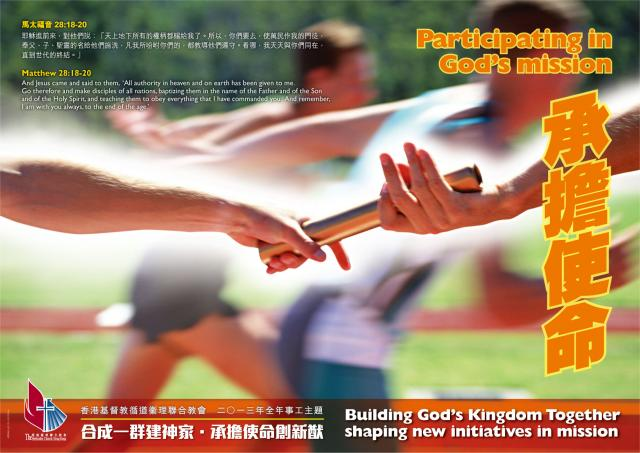 馬太福音 28:18-20
耶穌進前來,對他們說:「天上地下所有的權柄都賜給我了。所以,你們要去,使萬民作我的門徒,
奉父、子、聖靈的名給他們施洗,凡我所吩咐你們的,都教導他們遵守。看哪,我天天與你們同在,
直到世代的終結。」
Matthew 28:18-20
And Jesus came and said to them, 'All authority in heaven and on earth has been given to me.
Go therefore and make disciples of all nations, baptizing them in the name of the Father and of the Son
and of the Holy Spirit, and teaching them to obey everything that I have commanded you. And remember,
I am with you always, to the end of the age.'
Participating in
God's mission
承擔使命
香港基督教循道衞理聯合教會 二〇一三年全年事工主題
合成一群建神家・承擔使命創新猷
Building God's Kingdom Together
shaping new initiatives in mission
The Methodist Church, Hong Kong